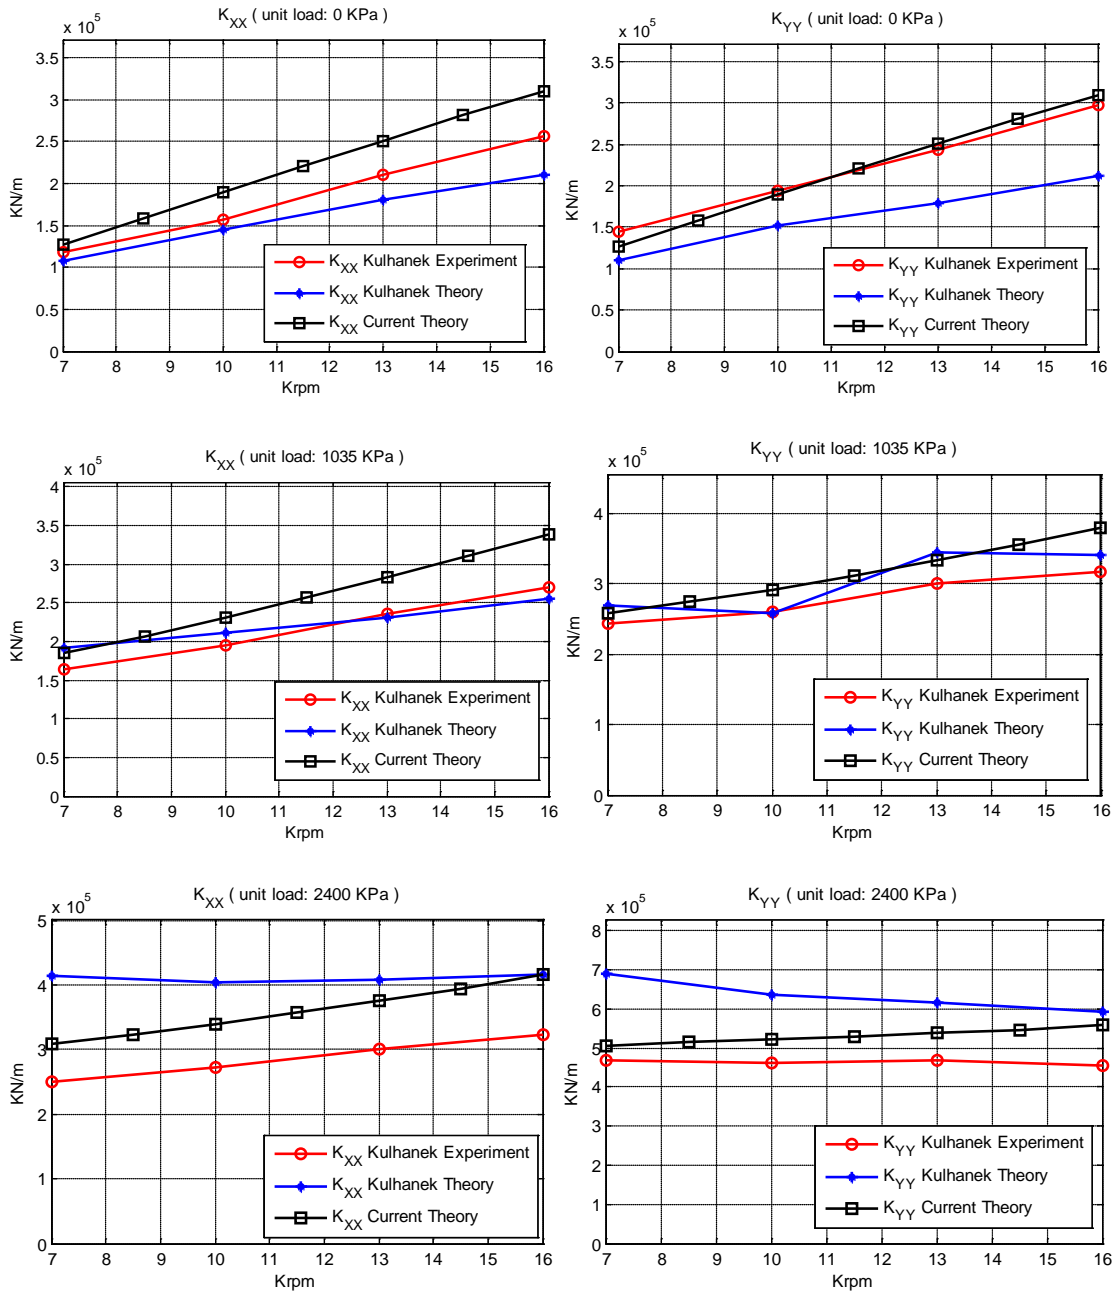 K_XX ( unit load: 0 KPa )
x 10^5
KN/m
3.5
3
2.5
2
1.5
1
0.5
0
7 8 9 10 11 12 13 14 15 16
Krpm
K_XX Kulhanek Experiment
K_XX Kulhanek Theory
K_XX Current Theory
K_YY ( unit load: 0 KPa )
x 10^5
KN/m
3.5
3
2.5
2
1.5
1
0.5
0
7 8 9 10 11 12 13 14 15 16
Krpm
K_YY Kulhanek Experiment
K_YY Kulhanek Theory
K_YY Current Theory
K_XX ( unit load: 1035 KPa )
x 10^5
KN/m
4
3.5
3
2.5
2
1.5
1
0.5
0
7 8 9 10 11 12 13 14 15 16
Krpm
K_XX Kulhanek Experiment
K_XX Kulhanek Theory
K_XX Current Theory
K_YY ( unit load: 1035 KPa )
x 10^5
KN/m
4
3
2
1
0
7 8 9 10 11 12 13 14 15 16
Krpm
K_YY Kulhanek Experiment
K_YY Kulhanek Theory
K_YY Current Theory
K_XX ( unit load: 2400 KPa )
x 10^5
KN/m
5
4
3
2
1
0
7 8 9 10 11 12 13 14 15 16
Krpm
K_XX Kulhanek Experiment
K_XX Kulhanek Theory
K_XX Current Theory
K_YY ( unit load: 2400 KPa )
x 10^5
KN/m
8
7
6
5
4
3
2
1
0
7 8 9 10 11 12 13 14 15 16
Krpm
K_YY Kulhanek Experiment
K_YY Kulhanek Theory
K_YY Current Theory